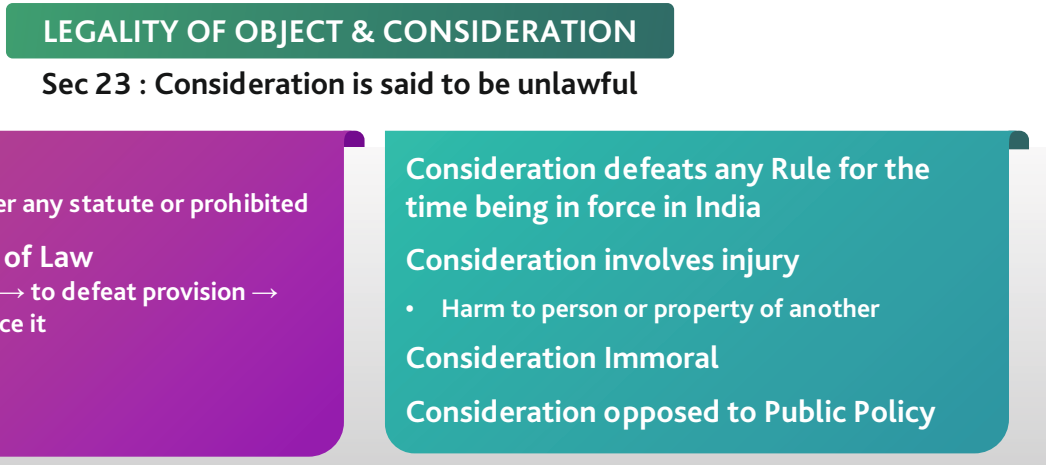 LEGALITY OF OBJECT & CONSIDERATION
Sec 23 : Consideration is said to be unlawful
any statute or prohibited
of Law
→ to defeat provision →
it
Consideration defeats any Rule for the
time being in force in India
Consideration involves injury
• Harm to person or property of another
Consideration Immoral
Consideration opposed to Public Policy